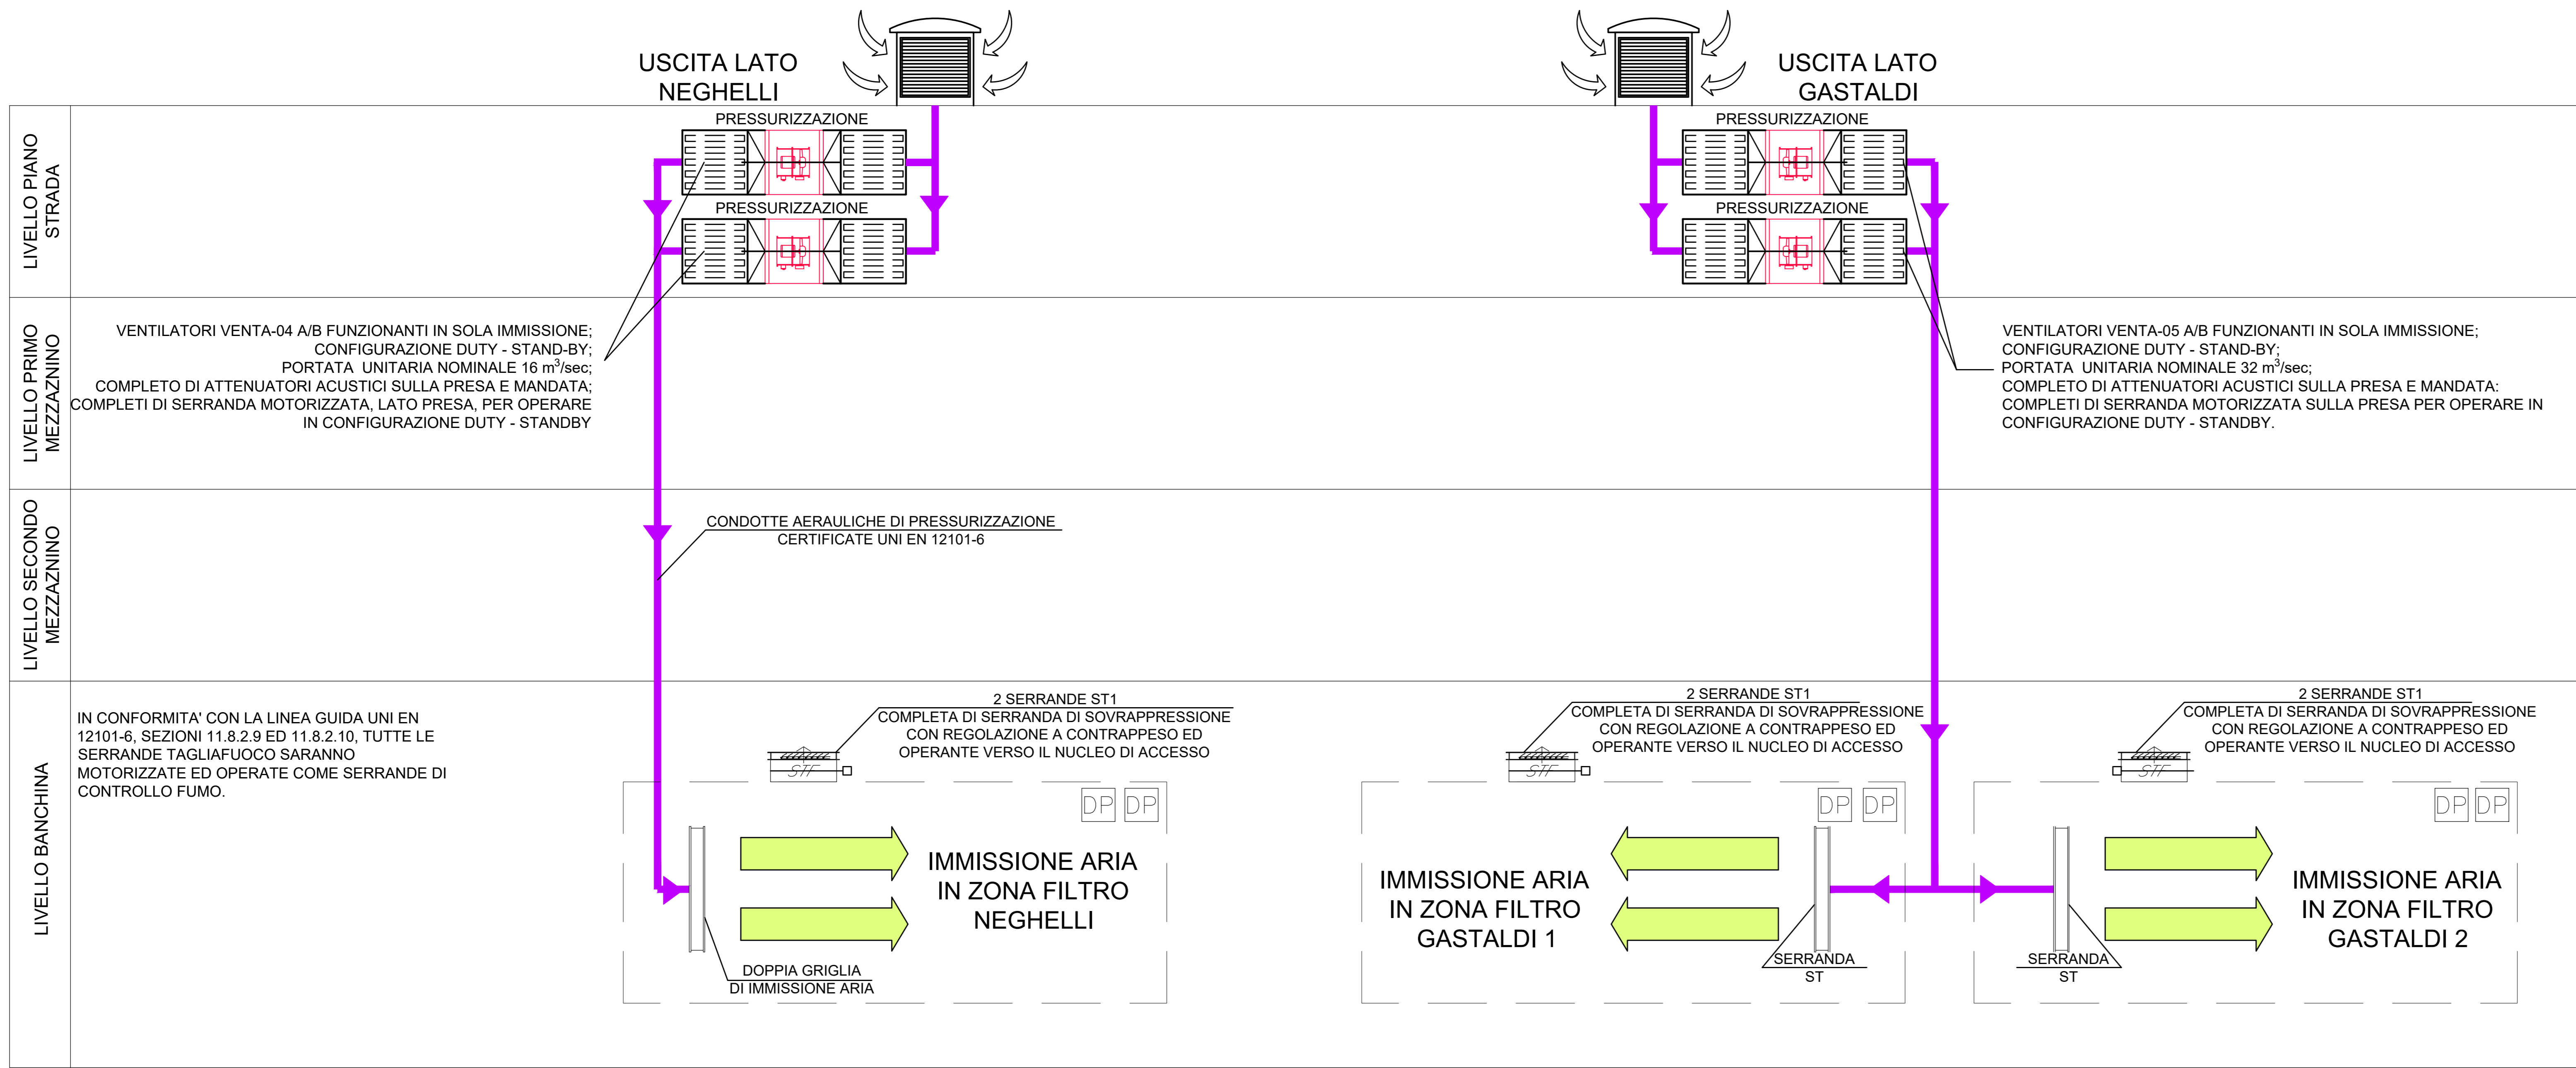 USCITA LATO
NEGHELLI
USCITA LATO
GASTALDI
LIVELLO PIANO
STRADA
PRESSURIZZAZIONE
PRESSURIZZAZIONE
PRESSURIZZAZIONE
PRESSURIZZAZIONE
LIVELLO PRIMO
MEZZAZNINO
VENTILATORI VENTA-04 A/B FUNZIONANTI IN SOLA IMMISSIONE;
CONFIGURAZIONE DUTY - STAND-BY;
PORTATA UNITARIA NOMINALE 16 m³/sec;
COMPLETO DI ATTENUATORI ACUSTICI SULLA PRESA E MANDATA;
COMPLETI DI SERRANDA MOTORIZZATA, LATO PRESA, PER OPERARE
IN CONFIGURAZIONE DUTY - STANDBY
VENTILATORI VENTA-05 A/B FUNZIONANTI IN SOLA IMMISSIONE;
CONFIGURAZIONE DUTY - STAND-BY;
PORTATA UNITARIA NOMINALE 32 m³/sec;
COMPLETO DI ATTENUATORI ACUSTICI SULLA PRESA E MANDATA:
COMPLETI DI SERRANDA MOTORIZZATA SULLA PRESA PER OPERARE IN
CONFIGURAZIONE DUTY - STANDBY.
LIVELLO SECONDO
MEZZAZNINO
CONDOTTE AERAULICHE DI PRESSURIZZAZIONE
CERTIFICATE UNI EN 12101-6
LIVELLO BANCHINA
IN CONFORMITA' CON LA LINEA GUIDA UNI EN
12101-6, SEZIONI 11.8.2.9 ED 11.8.2.10, TUTTE LE
SERRANDE TAGLIAFUOCO SARANNO
MOTORIZZATE ED OPERATE COME SERRANDE DI
CONTROLLO FUMO.
2 SERRANDE ST1
COMPLETA DI SERRANDA DI SOVRAPPRESSIONE
CON REGOLAZIONE A CONTRAPPESO ED
OPERANTE VERSO IL NUCLEO DI ACCESSO
STF
DP DP
IMMISSIONE ARIA
IN ZONA FILTRO
NEGHELLI
DOPPIA GRIGLIA
DI IMMISSIONE ARIA
2 SERRANDE ST1
COMPLETA DI SERRANDA DI SOVRAPPRESSIONE
CON REGOLAZIONE A CONTRAPPESO ED
OPERANTE VERSO IL NUCLEO DI ACCESSO
STF
DP DP
IMMISSIONE ARIA
IN ZONA FILTRO
GASTALDI 1
SERRANDA
ST
2 SERRANDE ST1
COMPLETA DI SERRANDA DI SOVRAPPRESSIONE
CON REGOLAZIONE A CONTRAPPESO ED
OPERANTE VERSO IL NUCLEO DI ACCESSO
STF
DP DP
SERRANDA
ST
IMMISSIONE ARIA
IN ZONA FILTRO
GASTALDI 2